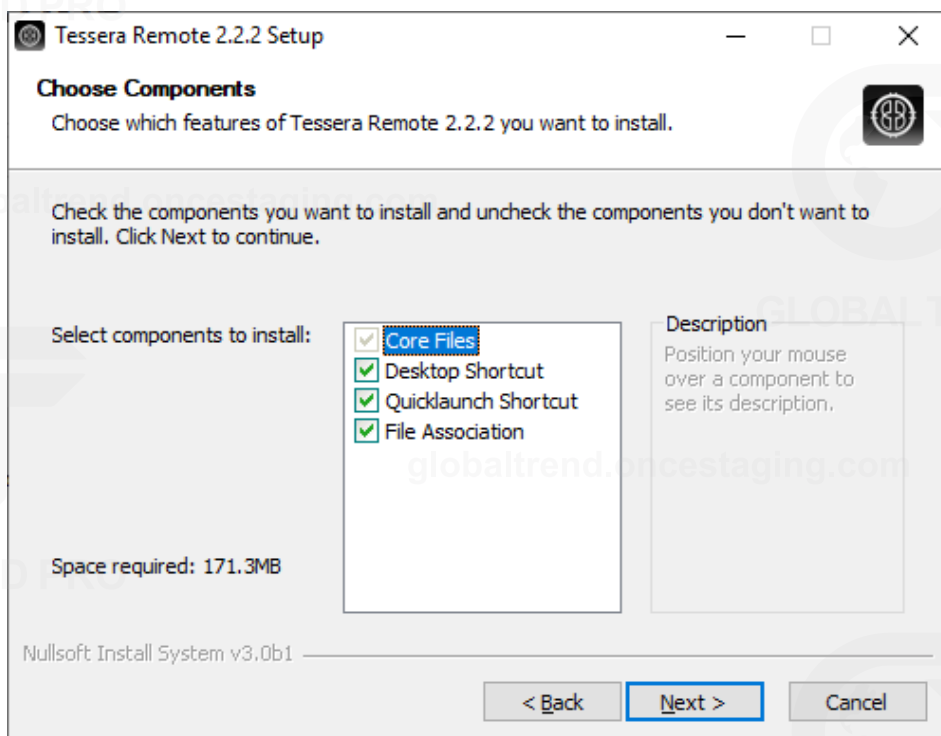 Tessera Remote 2.2.2 Setup
Choose Components
Choose which features of Tessera Remote 2.2.2 you want to install.
Check the components you want to install and uncheck the components you don't want to
install. Click Next to continue.
Select components to install:
Core Files
Desktop Shortcut
Quicklaunch Shortcut
File Association
Description
Position your mouse
over a component to
see its description.
globaltrend.oncestaging.com
Space required: 171.3MB
Nullsoft Install System v3.0b1
< Back
Next >
Cancel